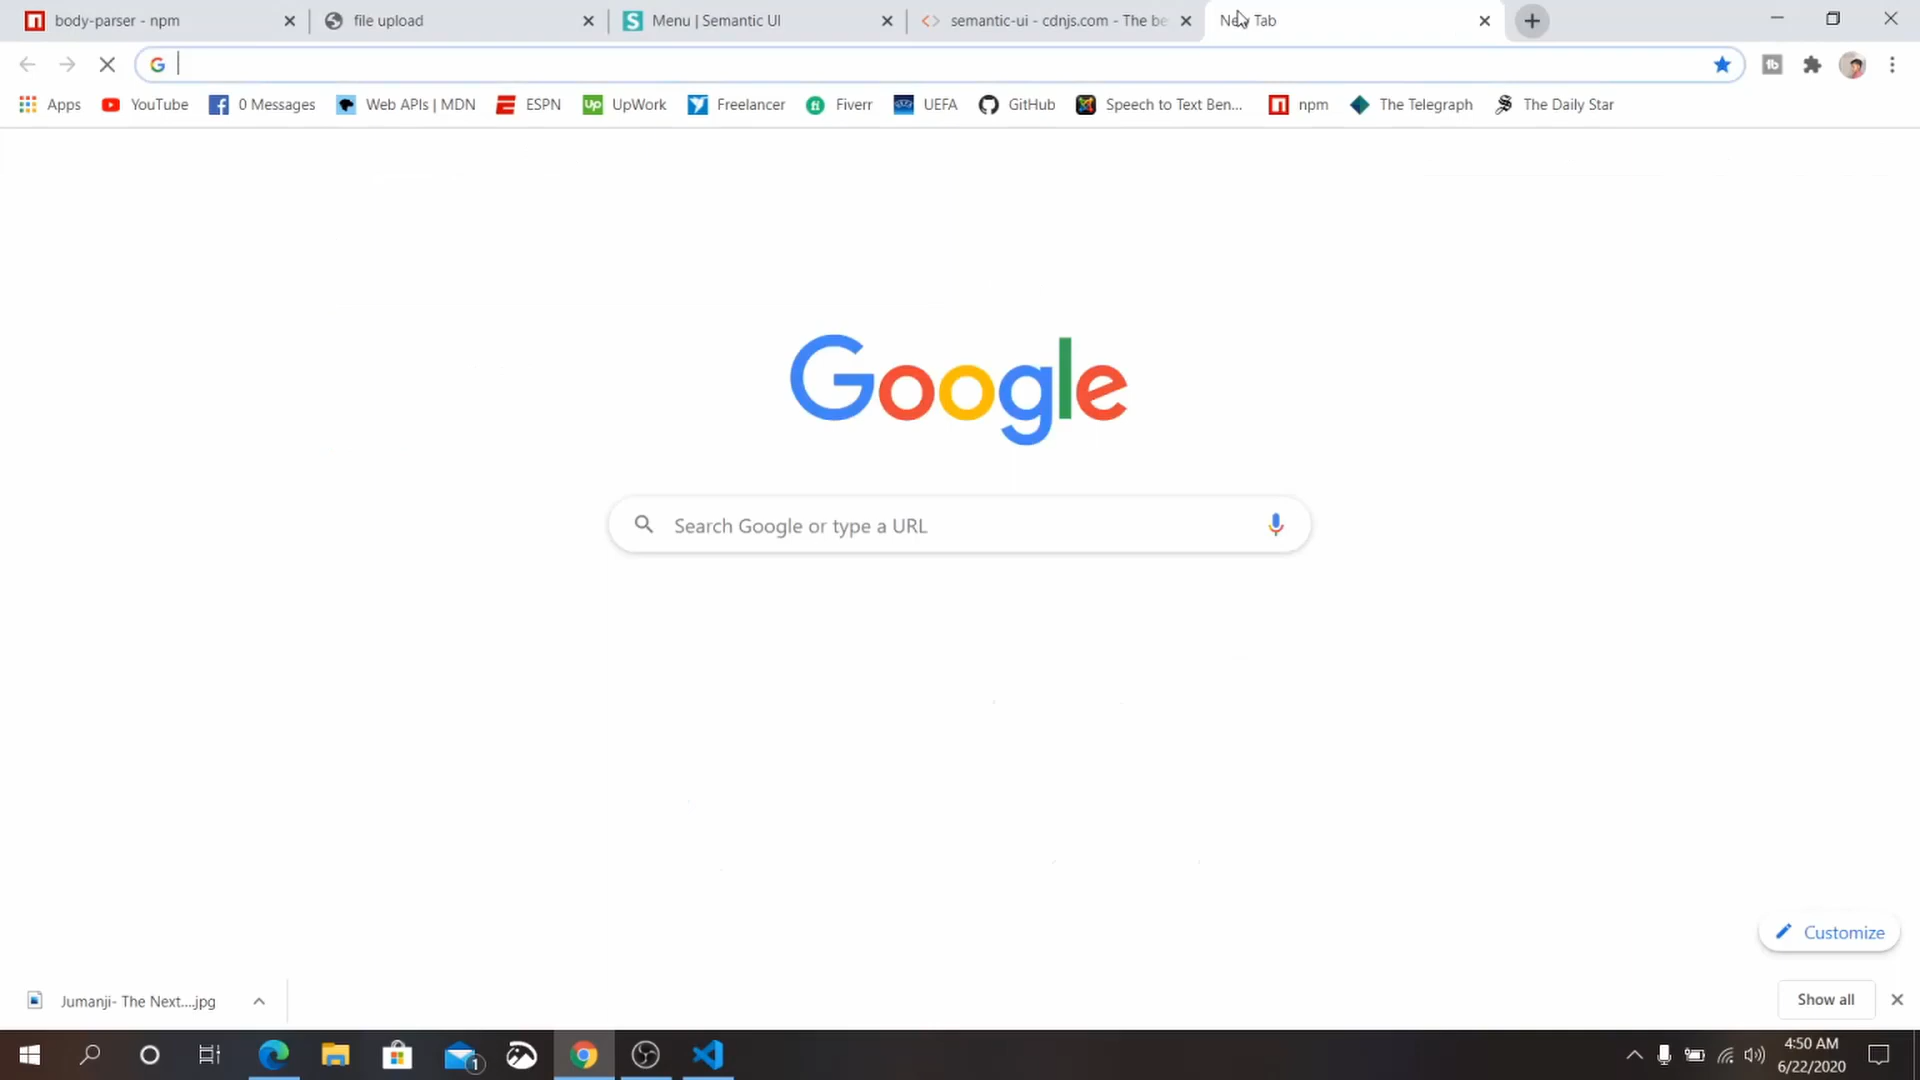 body-parser - npm
file upload
Menu | Semantic UI
semantic-ui - cdnjs.com - The be
New Tab
Apps
YouTube
0 Messages
Web APIs | MDN
ESPN
UpWork
Freelancer
Fiverr
UEFA
GitHub
Speech to Text Ben...
npm
The Telegraph
The Daily Star
Google
Search Google or type a URL
Customize
Jumanji- The Next....jpg
Show all
1
4:50 AM
6/22/2020